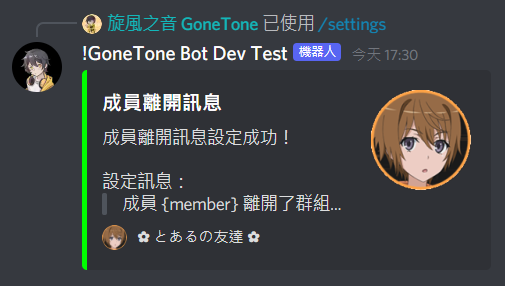 旋風之音 GoneTone 已使用 /settings
!GoneTone Bot Dev Test 機器人 今天 17:30
成員離開訊息
成員離開訊息設定成功！
設定訊息：
成員 {member} 離開了群組...
✿ とあるの友達 ✿